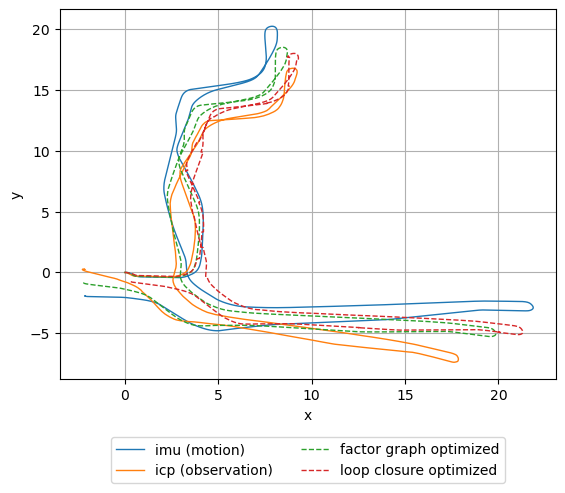 20
15
10
5
0
−5
y
0
5
10
15
20
x
imu (motion)
icp (observation)
factor graph optimized
loop closure optimized